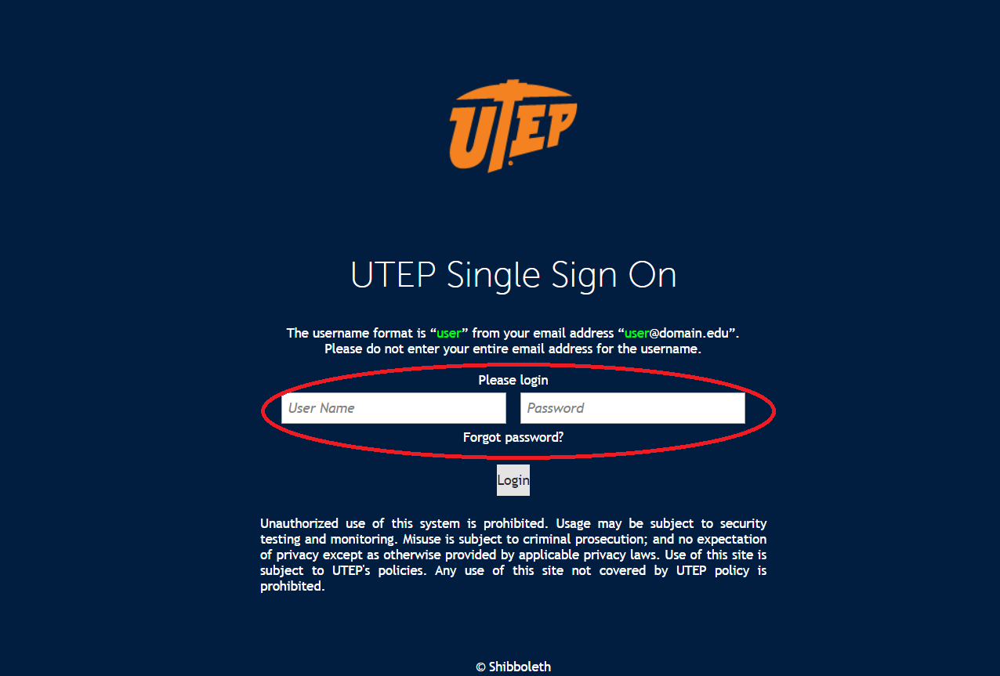 UTEP
UTEP Single Sign On
The username format is “user” from your email address “user@domain.edu”.
Please do not enter your entire email address for the username.
Please login
User Name Password
Forgot password?
Login
Unauthorized use of this system is prohibited. Usage may be subject to security
testing and monitoring. Misuse is subject to criminal prosecution; and no expectation
of privacy except as otherwise provided by applicable privacy laws. Use of this site is
subject to UTEP's policies. Any use of this site not covered by UTEP policy is
prohibited.
© Shibboleth